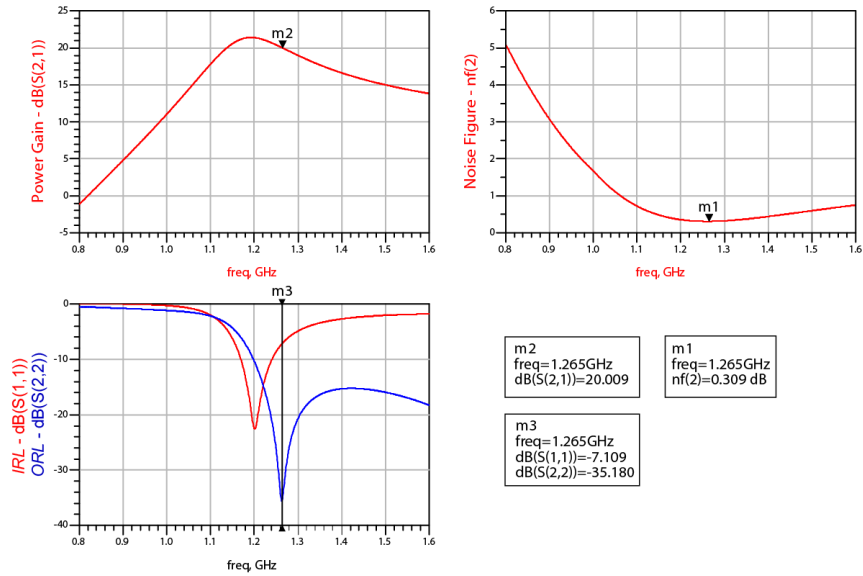 Power Gain - dB(S(2,1))
25
20
15
10
5
0
-5
m2
0.8 0.9 1.0 1.1 1.2 1.3 1.4 1.5 1.6
freq, GHz
Noise Figure - nf(2)
6
5
4
3
2
1
0
m1
0.8 0.9 1.0 1.1 1.2 1.3 1.4 1.5 1.6
freq, GHz
IRL - dB(S(1,1))
ORL - dB(S(2,2))
0
-10
-20
-30
-40
m3
0.8 0.9 1.0 1.1 1.2 1.3 1.4 1.5 1.6
freq, GHz
m2
freq=1.265GHz
dB(S(2,1))=20.009
m1
freq=1.265GHz
nf(2)=0.309 dB
m3
freq=1.265GHz
dB(S(1,1))=-7.109
dB(S(2,2))=-35.180